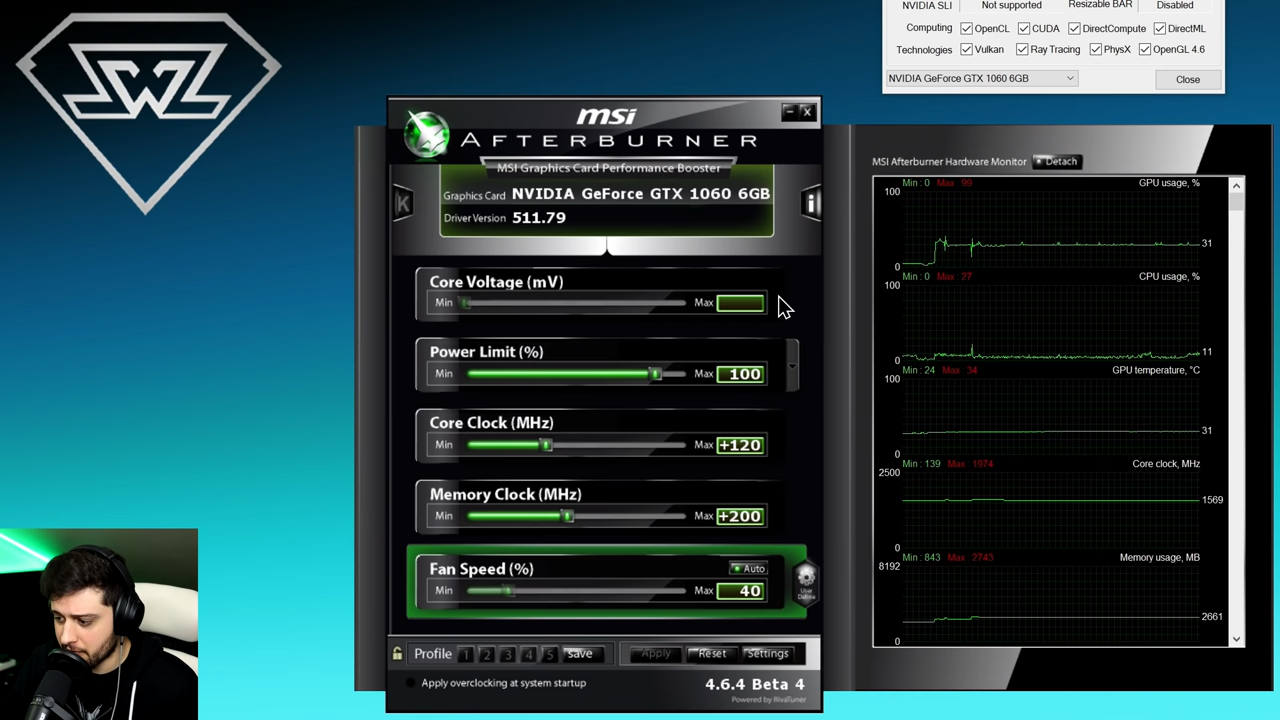 NVIDIA SLI Not supported Resizable BAR Disabled
Computing OpenCL CUDA DirectCompute DirectML
Technologies Vulkan Ray Tracing PhysX OpenGL 4.6
NVIDIA GeForce GTX 1060 6GB Close
msi
AFTERBURNER
MSI Graphics Card Performance Booster
Graphics Card NVIDIA GeForce GTX 1060 6GB
Driver Version 511.79
K i
Core Voltage (mV)
Min Max
Power Limit (%)
Min Max 100
Core Clock (MHz)
Min Max +120
Memory Clock (MHz)
Min Max +200
Fan Speed (%) Auto
Min Max 40
User Define
Profile 1 2 3 4 5 save Apply Reset Settings
Apply overclocking at system startup 4.6.4 Beta 4
Powered by RivaTuner
MSI Afterburner Hardware Monitor Detach
Min : 0 Max : 99 GPU usage, %
100
31
0
Min : 0 Max : 27 CPU usage, %
100
11
0
Min : 24 Max : 34 GPU temperature, °C
100
31
0
Min : 139 Max : 1974 Core clock, MHz
2500
1569
0
Min : 843 Max : 2743 Memory usage, MB
8192
2661
0